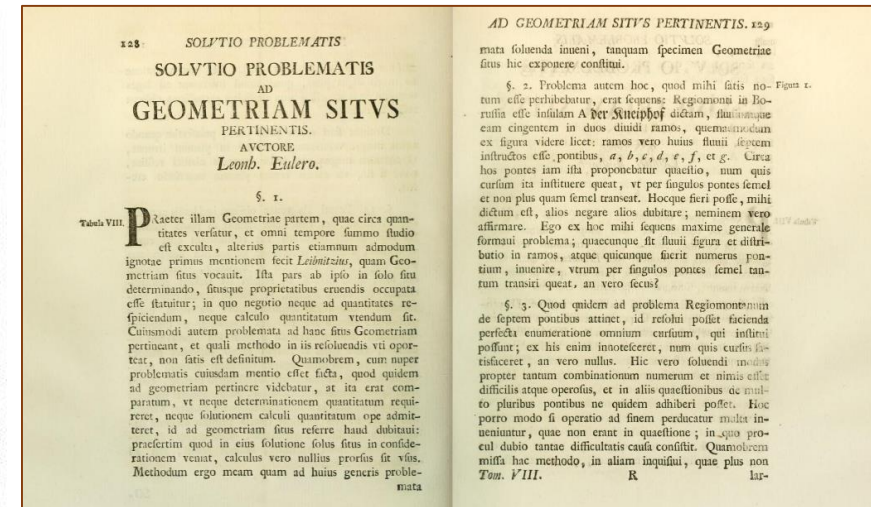 128 SOLVTIO PROBLEMATIS
SOLVTIO PROBLEMATIS
AD
GEOMETRIAM SITVS
PERTINENTIS.
AVCTORE
Leonh. Eulero.
§. 1.
Tabula VIII. PRaeter illam Geometriae partem, quae circa quan-
titates versatur, et omni tempore summo studio
est exculta, alterius partis etiamnum admodum
ignotae primus mentionem fecit Leibnitzius, quam Geo-
metriam situs vocauit. Ista pars ab ipso in solo situ
determinando, situsque proprietatibus eruendis occupata
esse statuitur; in quo negotio neque ad quantitates re-
spiciendum, neque calculo quantitatum vtendum sit.
Cuiusmodi autem problemata ad hanc situs Geometriam
pertineant, et quali methodo in iis resoluendis vti opor-
teat, non satis est definitum. Quamobrem, cum nuper
problematis cuiusdam mentio esset facta, quod quidem
ad geometriam pertinere videbatur, at ita erat com-
paratum, vt neque determinationem quantitatum requi-
reret, neque solutionem calculi quantitatum ope admit-
teret, id ad geometriam situs referre haud dubitaui:
praesertim quod in eius solutione solus situs in conside-
rationem veniat, calculus vero nullius prorsus sit vsus.
Methodum ergo meam quam ad huius generis proble-
mata
AD GEOMETRIAM SITVS PERTINENTIS. 129
mata soluenda inueni, tanquam specimen Geometriae
situs hic exponere constitui.
§. 2. Problema autem hoc, quod mihi satis no- Figura 1.
tum esse perhibebatur, erat sequens: Regiomonti in Bo-
russia esse insulam A der Kneiphof dictam, fluuiumque
eam cingentem in duos diuidi ramos, quemadmodum
ex figura videre licet: ramos vero huius fluuii septem
instructos esse pontibus, a, b, c, d, e, f, et g. Circa
hos pontes iam ista proponebatur quaestio, num quis
cursum ita instituere queat, vt per singulos pontes semel
et non plus quam semel transeat. Hocque fieri posse, mihi
dictum est, alios negare alios dubitare; neminem vero
affirmare. Ego ex hoc mihi sequens maxime generale
formaui problema; quaecunque sit fluuii figura et distri-
butio in ramos, atque quicunque fuerit numerus pon-
tium, inuenire, vtrum per singulos pontes semel tan-
tum transiri queat, an vero secus?
§. 3. Quod quidem ad problema Regiomontanum
de septem pontibus attinet, id resolui posset facienda
perfecta enumeratione omnium cursuum, qui institui
possunt; ex his enim innotesceret, num quis cursus sa-
tisfaceret, an vero nullus. Hic vero soluendi modus
propter tantum combinationum numerum et nimis esset
difficilis atque operosus, et in aliis quaestionibus de mul-
to pluribus pontibus ne quidem adhiberi posset. Hoc
porro modo si operatio ad finem perducatur multa in-
ueniuntur, quae non erant in quaestione; in quo pro-
cul dubio tantae difficultatis causa consistit. Quamobrem
missa hac methodo, in aliam inquisiui, quae plus non
Tom. VIII. R lar-